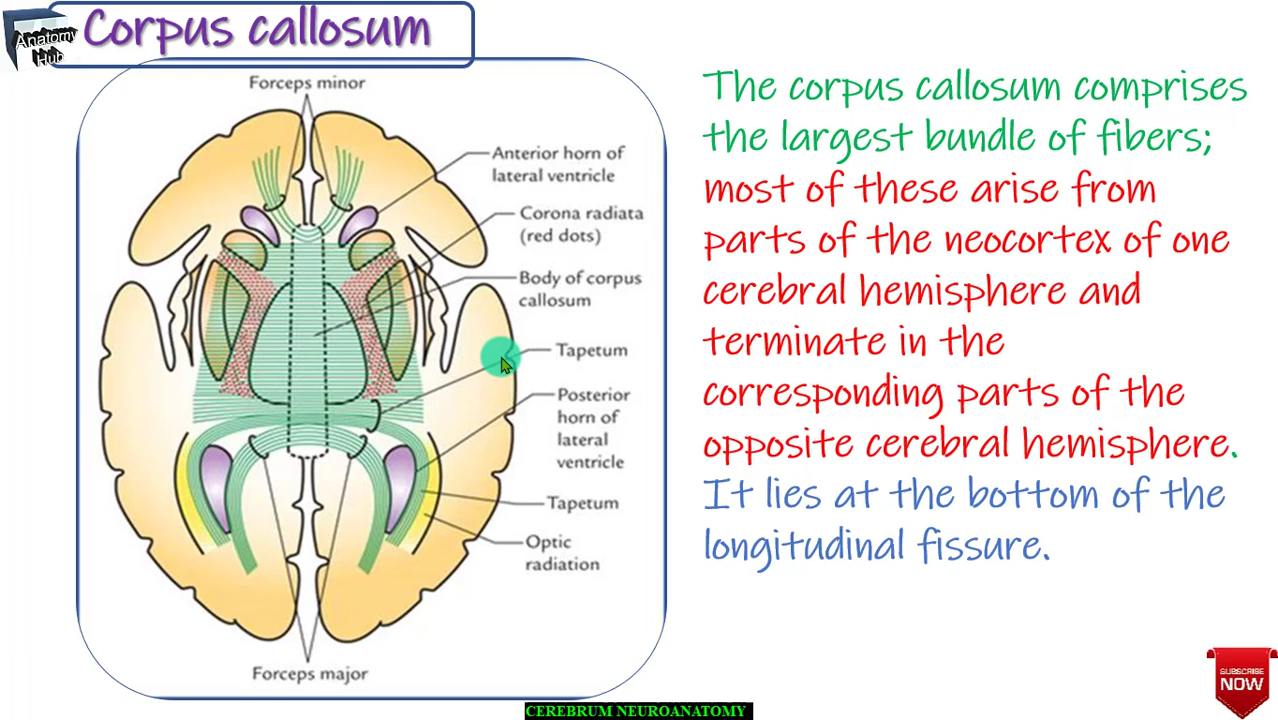 Corpus callosum
Anatomy
Hub
Forceps minor
Anterior horn of
lateral ventricle
Corona radiata
(red dots)
Body of corpus
callosum
Tapetum
Posterior
horn of
lateral
ventricle
Tapetum
Optic
radiation
Forceps major
The corpus callosum comprises
the largest bundle of fibers;
most of these arise from
parts of the neocortex of one
cerebral hemisphere and
terminate in the
corresponding parts of the
opposite cerebral hemisphere.
It lies at the bottom of the
longitudinal fissure.
SUBSCRIBE
NOW
CEREBRUM NEUROANATOMY